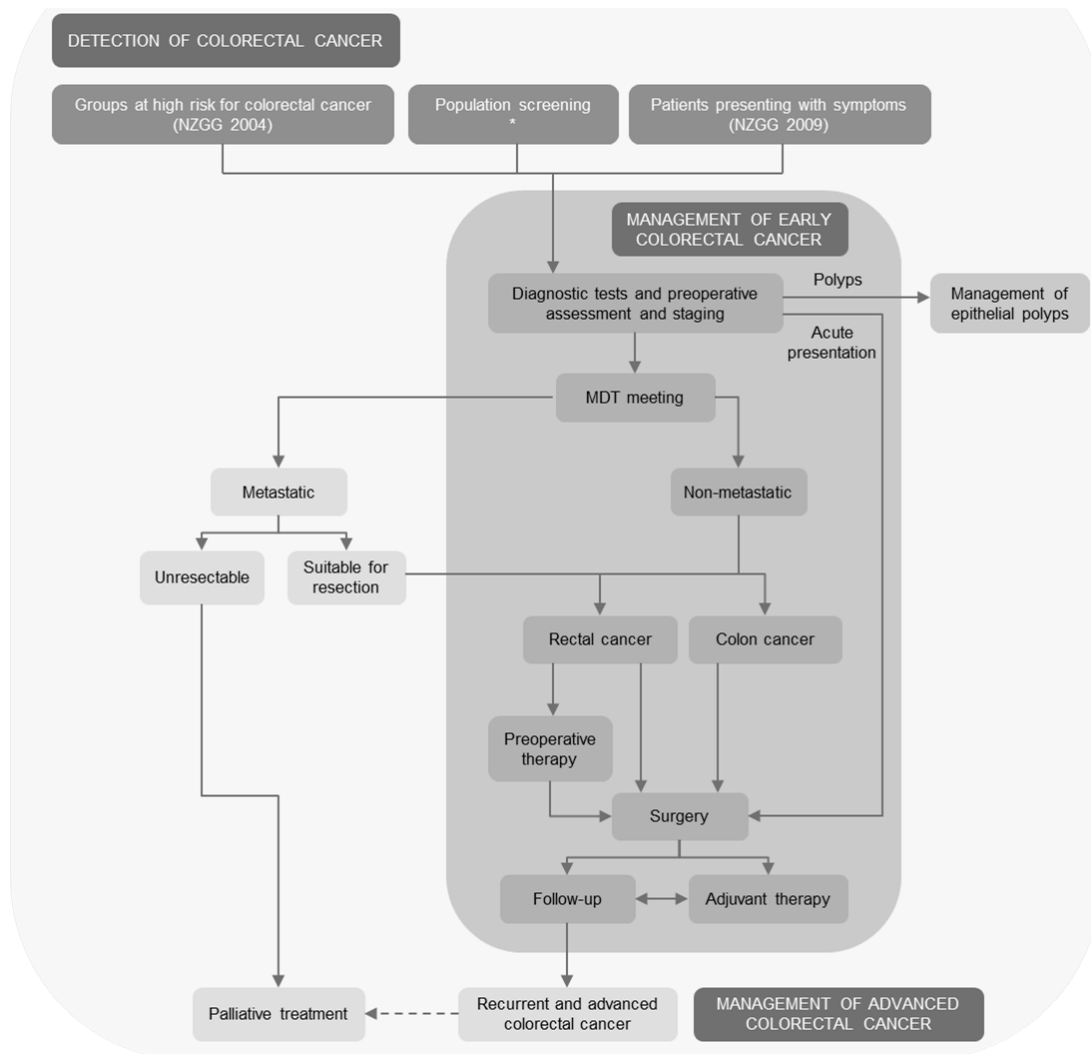 DETECTION OF COLORECTAL CANCER
Groups at high risk for colorectal cancer
(NZGG 2004)
Population screening
*
Patients presenting with symptoms
(NZGG 2009)
MANAGEMENT OF EARLY
COLORECTAL CANCER
Diagnostic tests and preoperative
assessment and staging
Polyps
Management of
epithelial polyps
Acute
presentation
MDT meeting
Metastatic
Non-metastatic
Unresectable
Suitable for
resection
Rectal cancer
Colon cancer
Preoperative
therapy
Surgery
Follow-up
Adjuvant therapy
Palliative treatment
Recurrent and advanced
colorectal cancer
MANAGEMENT OF ADVANCED
COLORECTAL CANCER